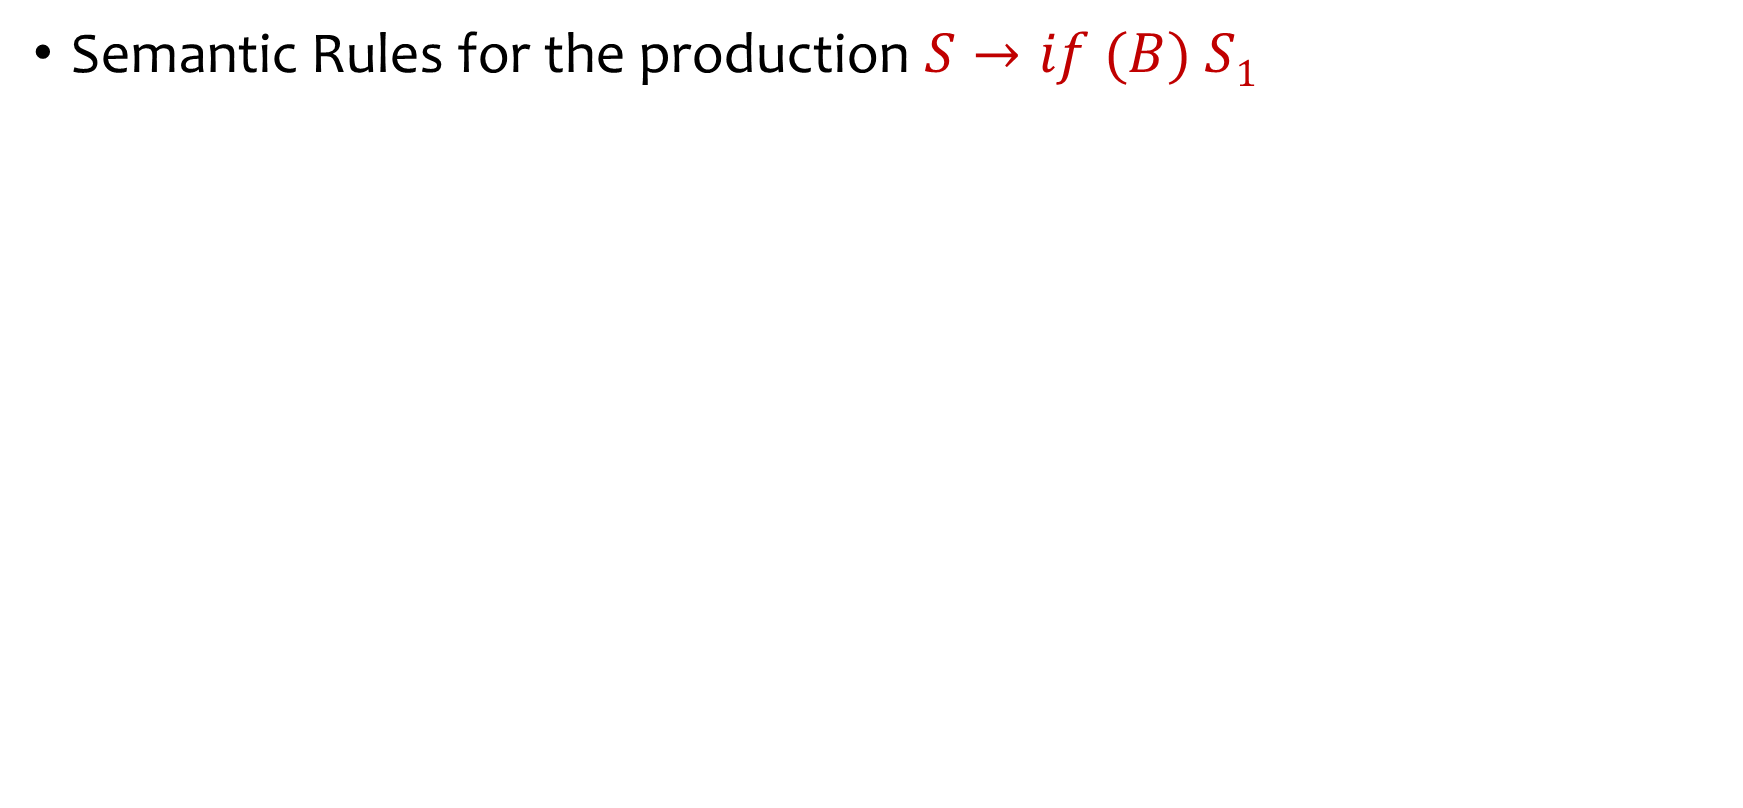 • Semantic Rules for the production S → if (B) S₁